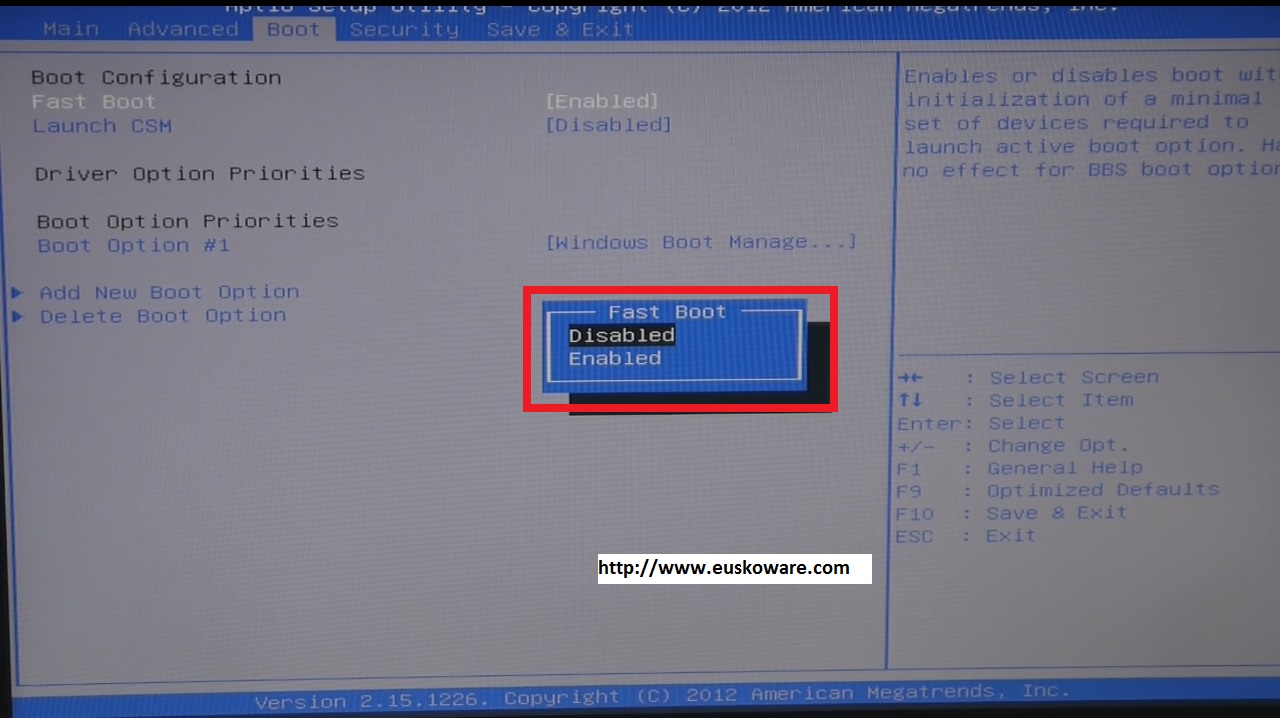 Aptio Setup Utility - Copyright (C) 2012 American Megatrends, Inc.
Main Advanced Boot Security Save & Exit
Boot Configuration
Fast Boot [Enabled]
Launch CSM [Disabled]
Driver Option Priorities
Boot Option Priorities
Boot Option #1 [Windows Boot Manage...]
Add New Boot Option
Delete Boot Option
Fast Boot
Disabled
Enabled
Enables or disables boot wit
initialization of a minimal
set of devices required to
launch active boot option. Ha
no effect for BBS boot option
→← : Select Screen
↑↓ : Select Item
Enter: Select
+/- : Change Opt.
F1 : General Help
F9 : Optimized Defaults
F10 : Save & Exit
ESC : Exit
http://www.euskoware.com
Version 2.15.1226. Copyright (C) 2012 American Megatrends, Inc.